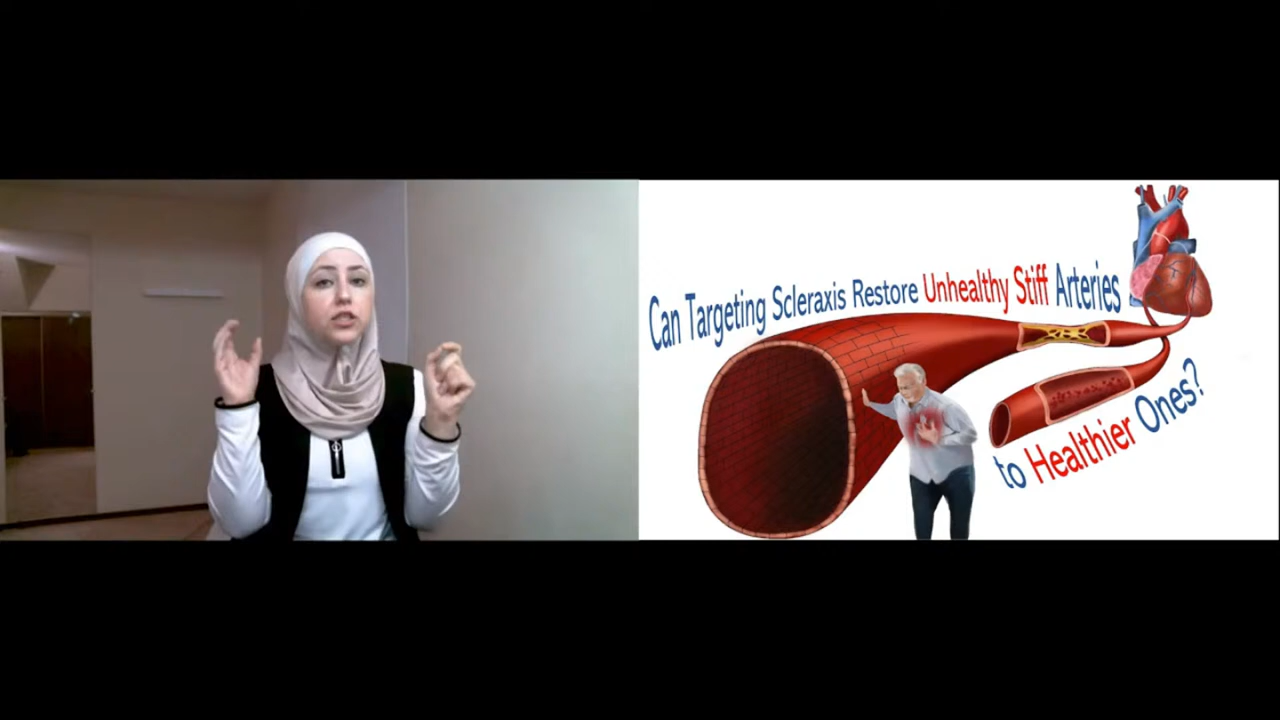 Can Targeting Scleraxis Restore Unhealthy Stiff Arteries
to Healthier Ones?